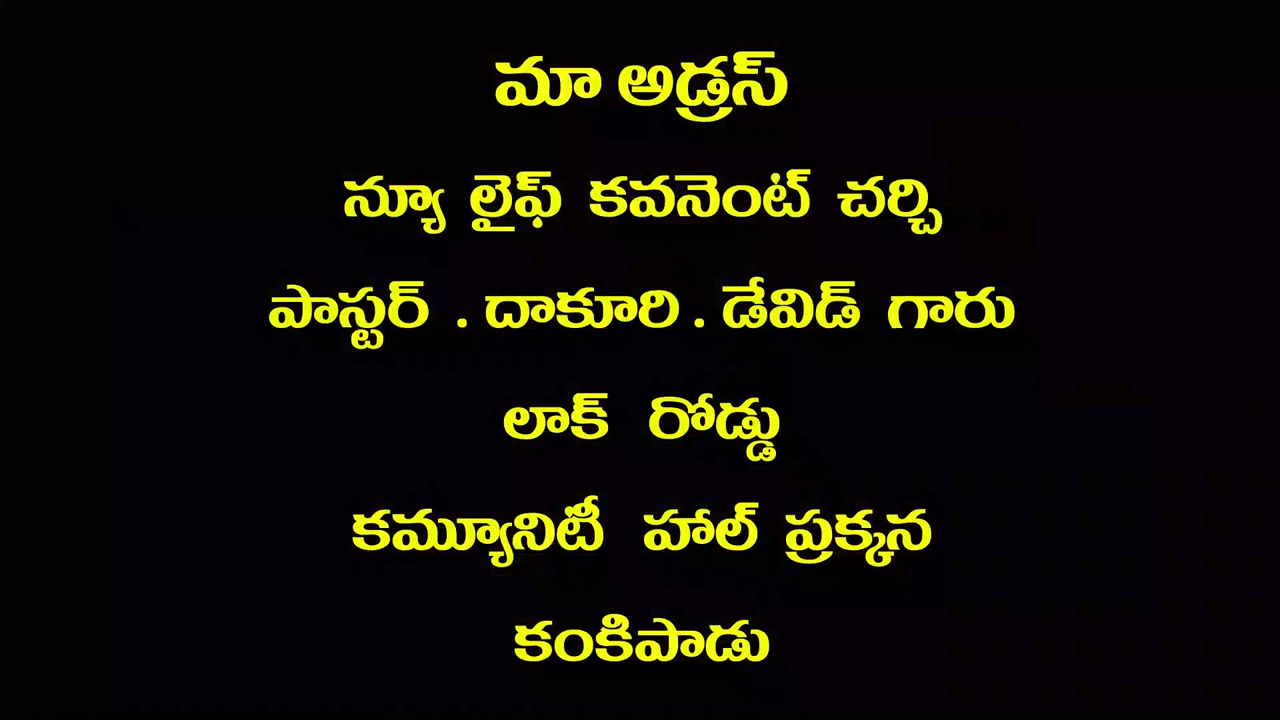 మా అడ్రస్
న్యూ లైఫ్ కవనెంట్ చర్చి
పాస్టర్ . దాకూరి . డేవిడ్ గారు
లాక్ రోడ్డు
కమ్యూనిటీ హాల్ ప్రక్కన
కంకిపాడు